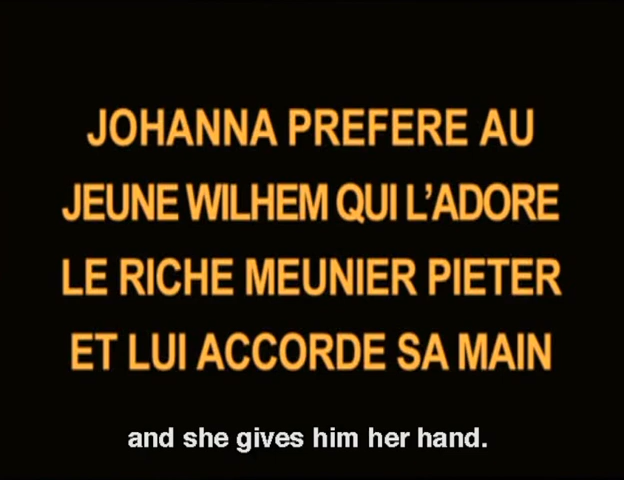 JOHANNA PREFERE AU
JEUNE WILHEM QUI L'ADORE
LE RICHE MEUNIER PIETER
ET LUI ACCORDE SA MAIN
and she gives him her hand.